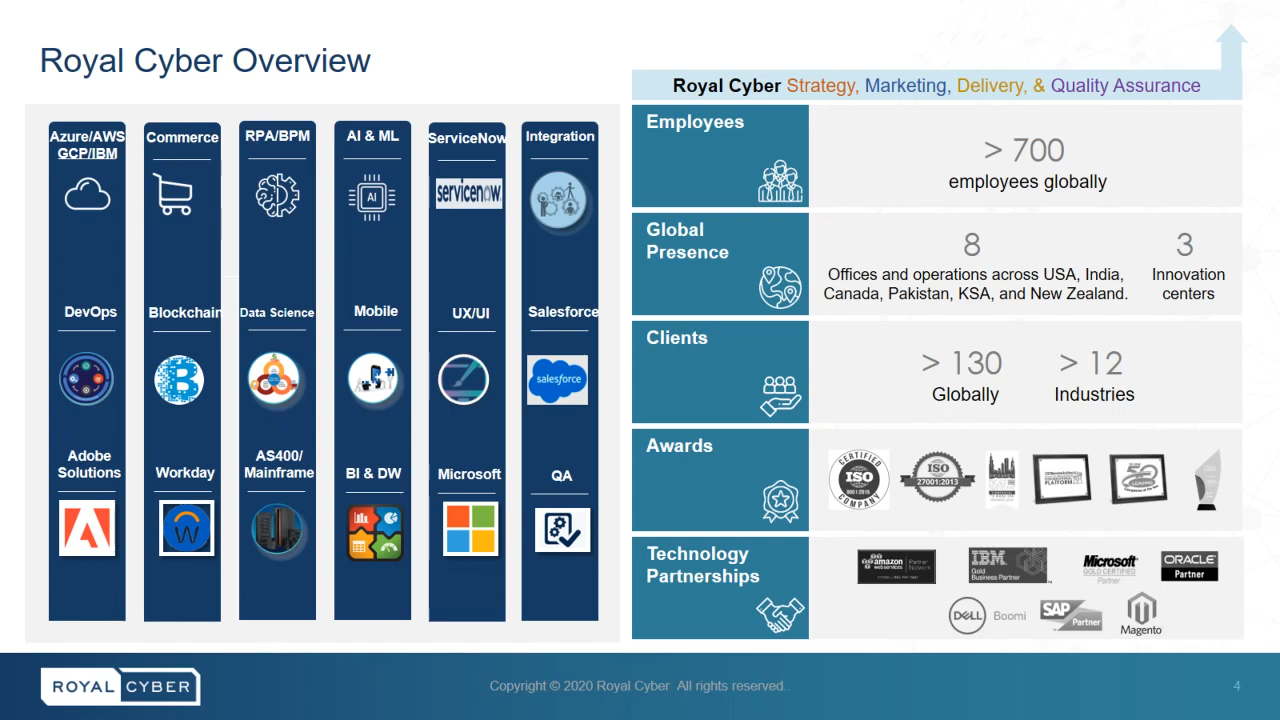 Royal Cyber Overview
Azure/AWS
GCP/IBM
Commerce
RPA/BPM
AI & ML
AI
ServiceNow
servicenow
Integration
DevOps
Blockchain
Data Science
Mobile
UX/UI
Salesforce
salesforce
Adobe
Solutions
Workday
AS400/
Mainframe
BI & DW
Microsoft
QA
Royal Cyber Strategy, Marketing, Delivery, & Quality Assurance
Employees
> 700
employees globally
Global
Presence
8
Offices and operations across USA, India,
Canada, Pakistan, KSA, and New Zealand.
3
Innovation
centers
Clients
> 130
Globally
> 12
Industries
Awards
CERTIFIED
ISO
COMPANY
ISO
27001:2013
Technology
Partnerships
amazon
webservices
Partner
Network
IBM
Gold
Business Partner
Microsoft
GOLD CERTIFIED
Partner
ORACLE
Partner
DELL Boomi
SAP
Partner
Magento
ROYAL CYBER
Copyright © 2020 Royal Cyber All rights reserved..
4